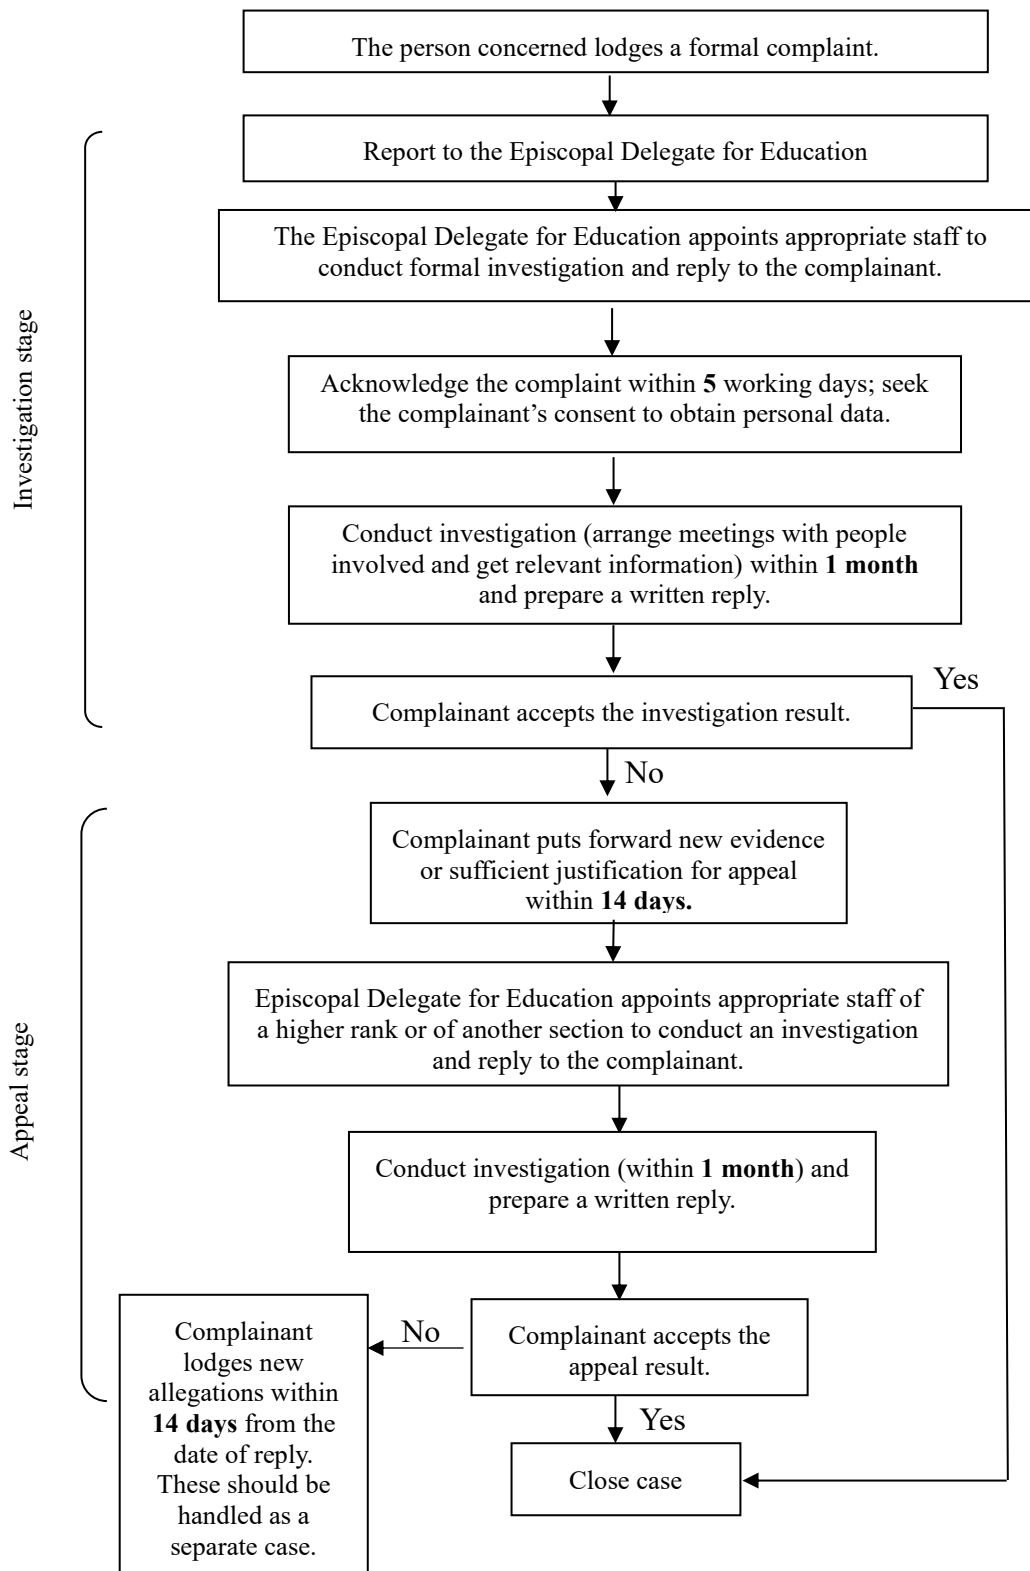 The person concerned lodges a formal complaint.
Report to the Episcopal Delegate for Education
The Episcopal Delegate for Education appoints appropriate staff to
conduct formal investigation and reply to the complainant.
Investigation stage
Acknowledge the complaint within 5 working days; seek
the complainant’s consent to obtain personal data.
Conduct investigation (arrange meetings with people
involved and get relevant information) within 1 month
and prepare a written reply.
Complainant accepts the investigation result.
Yes
No
Complainant puts forward new evidence
or sufficient justification for appeal
within 14 days.
Appeal stage
Episcopal Delegate for Education appoints appropriate staff of
a higher rank or of another section to conduct an investigation
and reply to the complainant.
Conduct investigation (within 1 month) and
prepare a written reply.
Complainant accepts the
appeal result.
No
Complainant
lodges new
allegations within
14 days from the
date of reply.
These should be
handled as a
separate case.
Yes
Close case